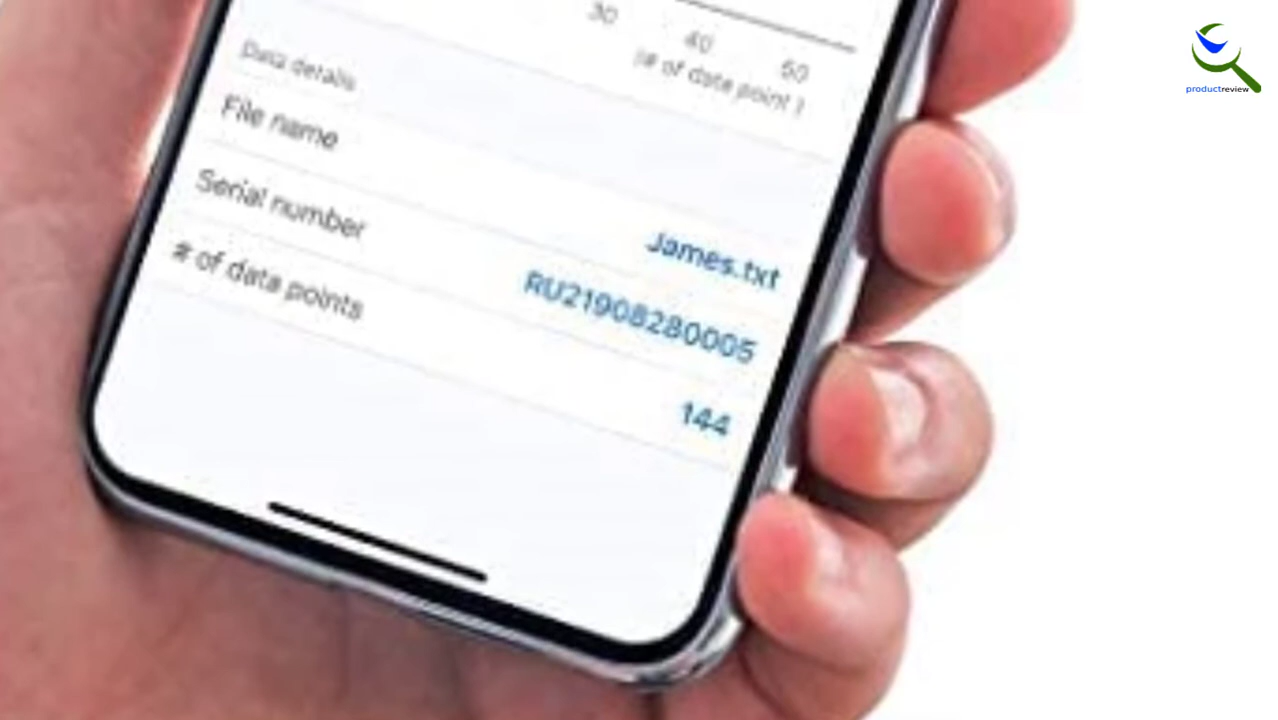 30 40 50
(# of data point )
Data details
File name James.txt
Serial number RU21908280005
# of data points 144
productreview